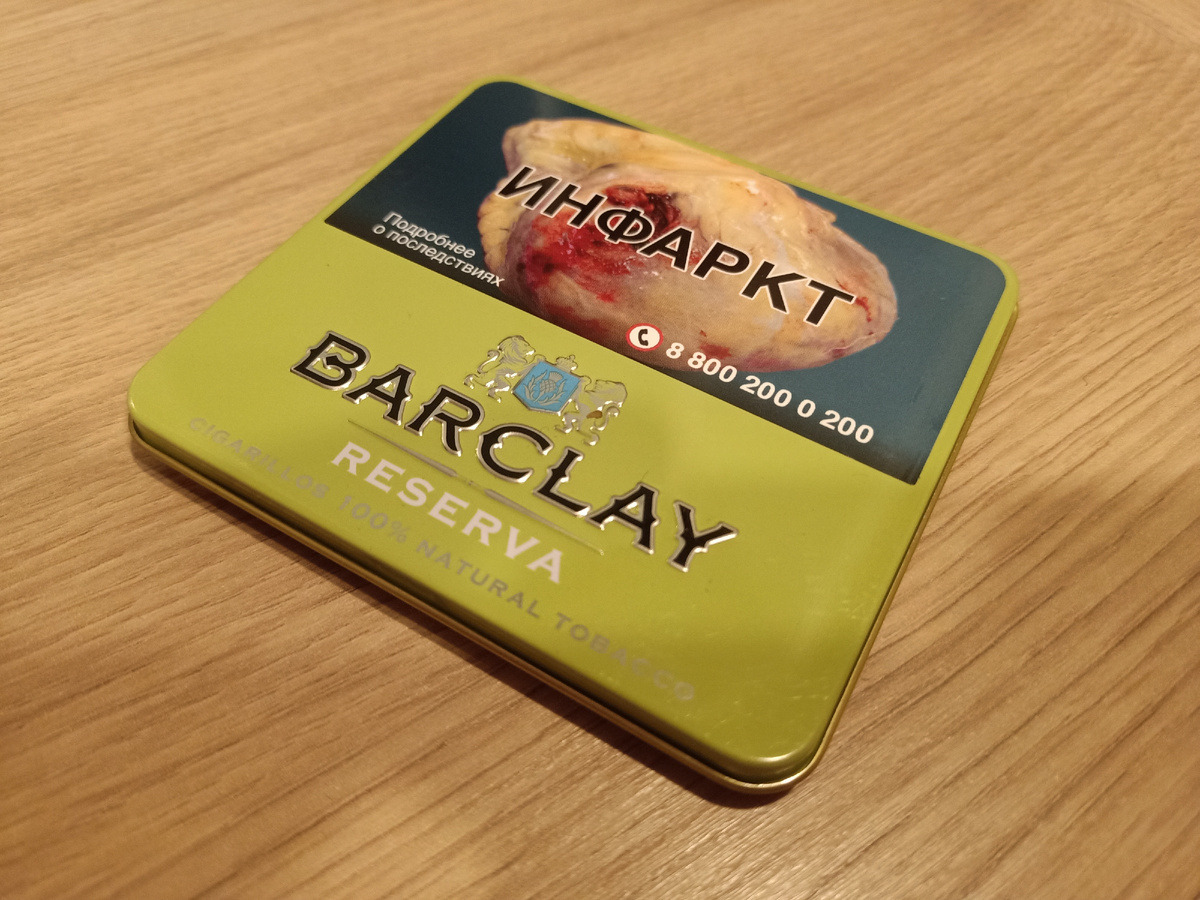 ИНФАРКТ
Подробнее
о последствиях
8 800 200 0 200
BARCLAY
RESERVA
CIGARILLOS 100% NATURAL TOBACCO